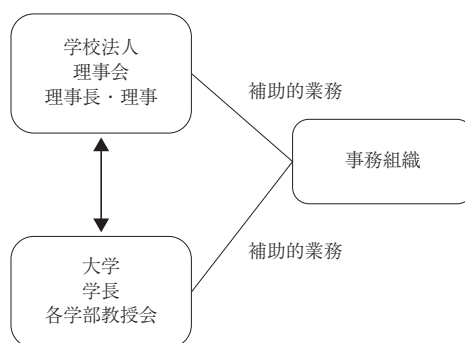 学校法人
理事会
理事長・理事
補助的業務
事務組織
補助的業務
大学
学長
各学部教授会